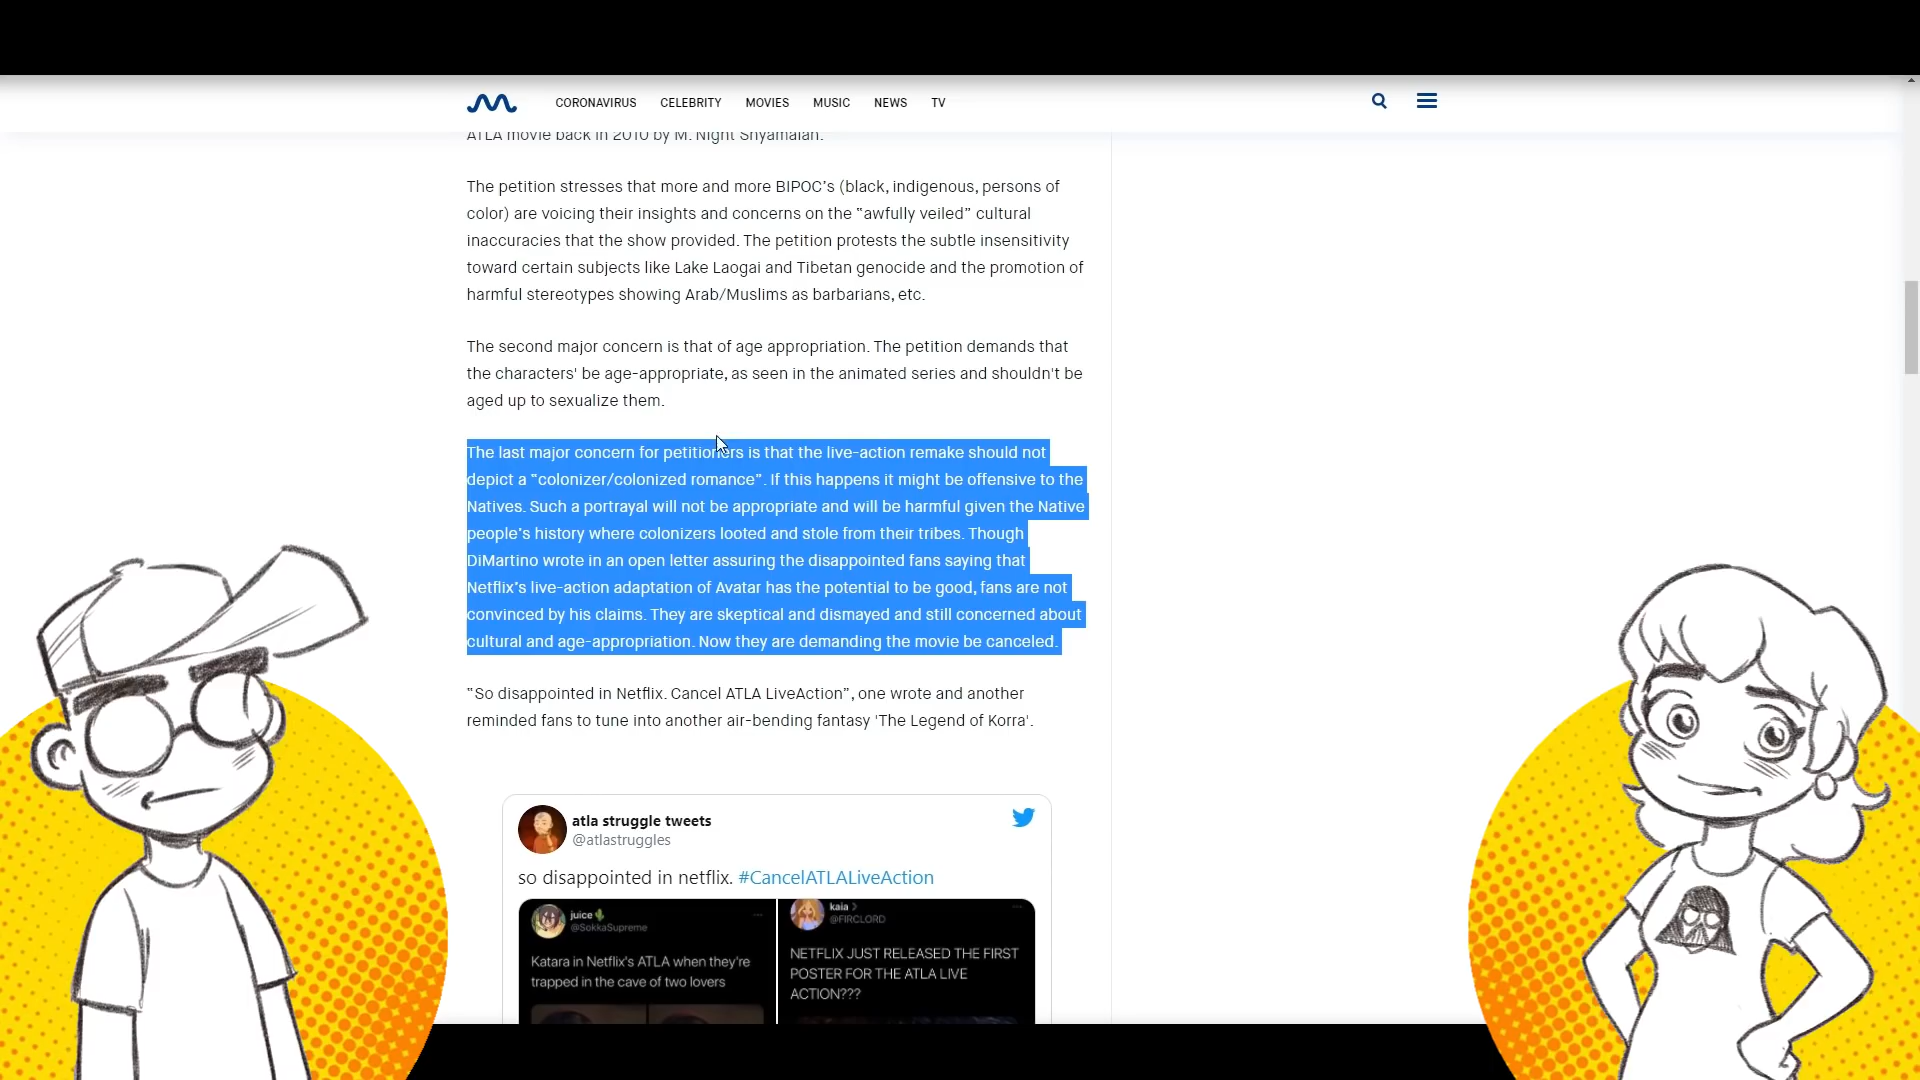 CORONAVIRUS CELEBRITY MOVIES MUSIC NEWS TV
ATLA movie back in 2010 by M. Night Shyamalan.
The petition stresses that more and more BIPOC's (black, indigenous, persons of
color) are voicing their insights and concerns on the "awfully veiled" cultural
inaccuracies that the show provided. The petition protests the subtle insensitivity
toward certain subjects like Lake Laogai and Tibetan genocide and the promotion of
harmful stereotypes showing Arab/Muslims as barbarians, etc.
The second major concern is that of age appropriation. The petition demands that
the characters' be age-appropriate, as seen in the animated series and shouldn't be
aged up to sexualize them.
The last major concern for petitioners is that the live-action remake should not
depict a "colonizer/colonized romance". If this happens it might be offensive to the
Natives. Such a portrayal will not be appropriate and will be harmful given the Native
people's history where colonizers looted and stole from their tribes. Though
DiMartino wrote in an open letter assuring the disappointed fans saying that
Netflix's live-action adaptation of Avatar has the potential to be good, fans are not
convinced by his claims. They are skeptical and dismayed and still concerned about
cultural and age-appropriation. Now they are demanding the movie be canceled.
"So disappointed in Netflix. Cancel ATLA LiveAction", one wrote and another
reminded fans to tune into another air-bending fantasy 'The Legend of Korra'.
atla struggle tweets
@atlastruggles
so disappointed in netflix. #CancelATLALiveAction
juice
@SokkaSupreme
Katara in Netflix's ATLA when they're
trapped in the cave of two lovers
kaia
@FIRCLORD
NETFLIX JUST RELEASED THE FIRST
POSTER FOR THE ATLA LIVE
ACTION???